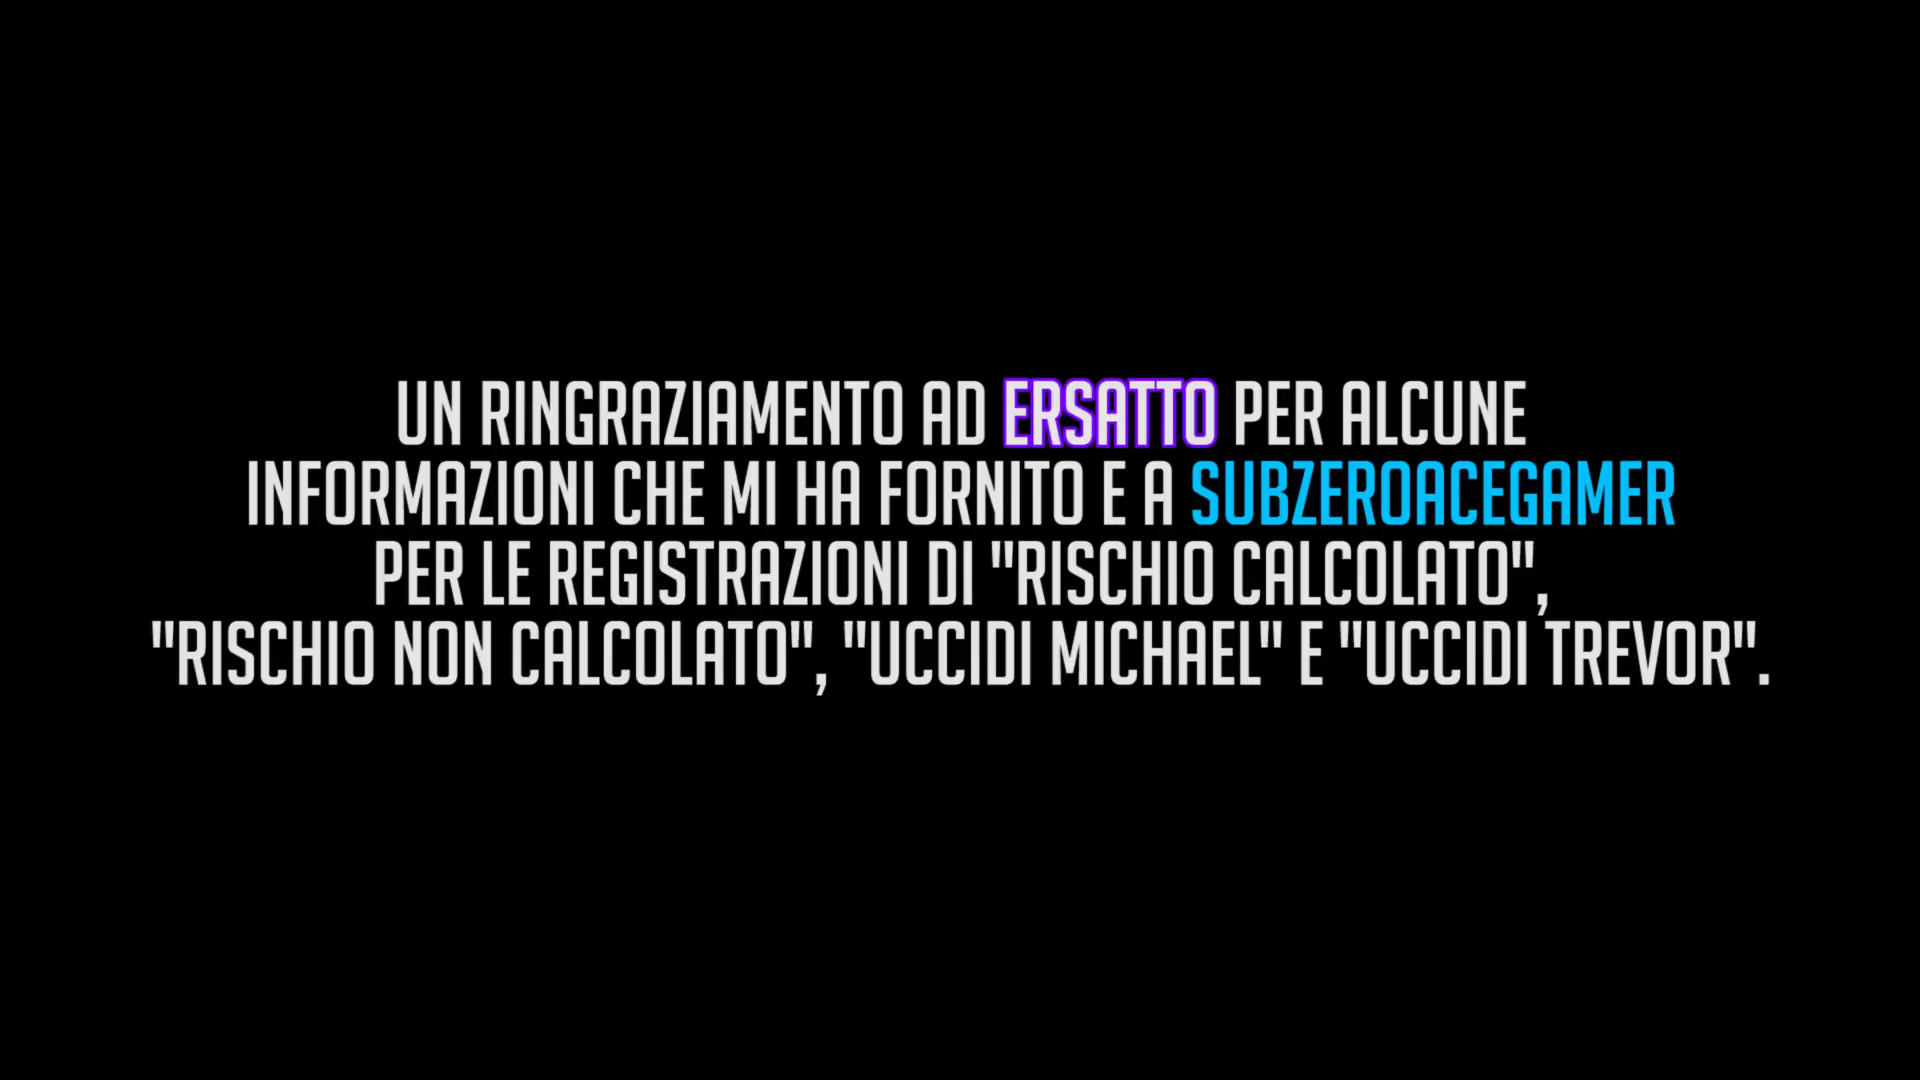 UN RINGRAZIAMENTO AD ERSATTO PER ALCUNE
INFORMAZIONI CHE MI HA FORNITO E A SUBZEROACEGAMER
PER LE REGISTRAZIONI DI "RISCHIO CALCOLATO",
"RISCHIO NON CALCOLATO", "UCCIDI MICHAEL" E "UCCIDI TREVOR".